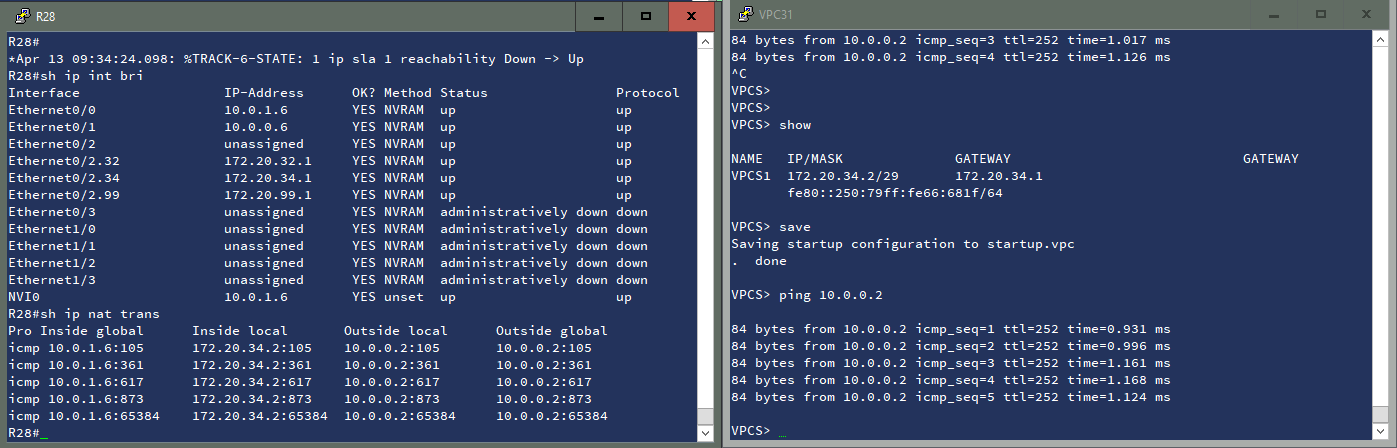 R28
R28#
*Apr 13 09:34:24.098: %TRACK-6-STATE: 1 ip sla 1 reachability Down -> Up
R28#sh ip int bri
Interface                  IP-Address      OK? Method Status                Protocol
Ethernet0/0                10.0.1.6        YES NVRAM  up                    up
Ethernet0/1                10.0.0.6        YES NVRAM  up                    up
Ethernet0/2                unassigned      YES NVRAM  up                    up
Ethernet0/2.32             172.20.32.1     YES NVRAM  up                    up
Ethernet0/2.34             172.20.34.1     YES NVRAM  up                    up
Ethernet0/2.99             172.20.99.1     YES NVRAM  up                    up
Ethernet0/3                unassigned      YES NVRAM  administratively down down
Ethernet1/0                unassigned      YES NVRAM  administratively down down
Ethernet1/1                unassigned      YES NVRAM  administratively down down
Ethernet1/2                unassigned      YES NVRAM  administratively down down
Ethernet1/3                unassigned      YES NVRAM  administratively down down
NVI0                       10.0.1.6        YES unset  up                    up
R28#sh ip nat trans
Pro Inside global      Inside local       Outside local      Outside global
icmp 10.0.1.6:105      172.20.34.2:105    10.0.0.2:105       10.0.0.2:105
icmp 10.0.1.6:361      172.20.34.2:361    10.0.0.2:361       10.0.0.2:361
icmp 10.0.1.6:617      172.20.34.2:617    10.0.0.2:617       10.0.0.2:617
icmp 10.0.1.6:873      172.20.34.2:873    10.0.0.2:873       10.0.0.2:873
icmp 10.0.1.6:65384    172.20.34.2:65384  10.0.0.2:65384     10.0.0.2:65384
R28#_
VPC31
84 bytes from 10.0.0.2 icmp_seq=3 ttl=252 time=1.017 ms
84 bytes from 10.0.0.2 icmp_seq=4 ttl=252 time=1.126 ms
^C
VPCS>
VPCS>
VPCS> show
NAME   IP/MASK              GATEWAY                             GATEWAY
VPCS1  172.20.34.2/29       172.20.34.1
fe80::250:79ff:fe66:681f/64
VPCS> save
Saving startup configuration to startup.vpc
.  done
VPCS> ping 10.0.0.2
84 bytes from 10.0.0.2 icmp_seq=1 ttl=252 time=0.931 ms
84 bytes from 10.0.0.2 icmp_seq=2 ttl=252 time=0.996 ms
84 bytes from 10.0.0.2 icmp_seq=3 ttl=252 time=1.161 ms
84 bytes from 10.0.0.2 icmp_seq=4 ttl=252 time=1.168 ms
84 bytes from 10.0.0.2 icmp_seq=5 ttl=252 time=1.124 ms
VPCS> _